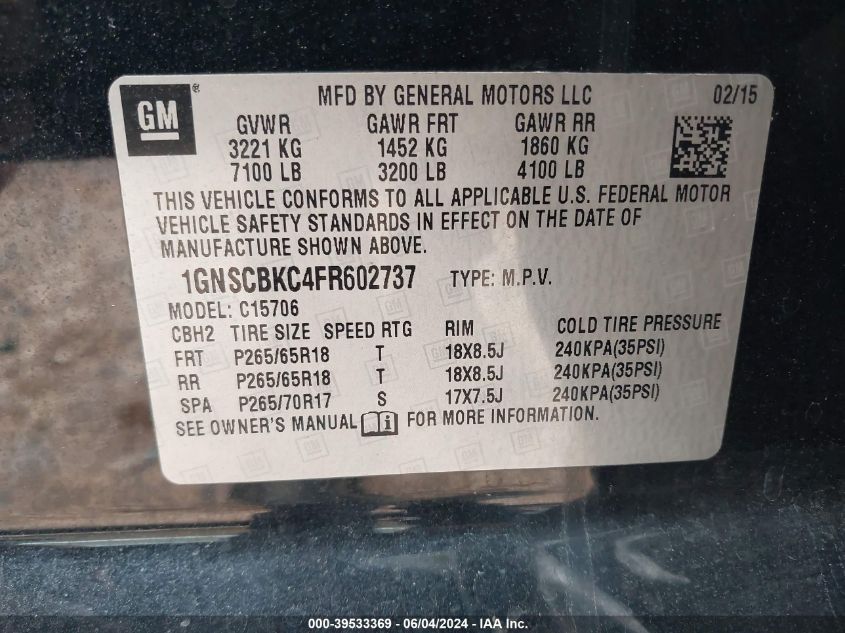 GM ® MFD BY GENERAL MOTORS LLC 02/15
GVWR GAWR FRT GAWR RR
3221 KG 1452 KG 1860 KG
7100 LB 3200 LB 4100 LB
THIS VEHICLE CONFORMS TO ALL APPLICABLE U.S. FEDERAL MOTOR
VEHICLE SAFETY STANDARDS IN EFFECT ON THE DATE OF
MANUFACTURE SHOWN ABOVE.
1GNSCBKC4FR602737 TYPE: M.P.V.
MODEL: C15706
CBH2 TIRE SIZE SPEED RTG RIM COLD TIRE PRESSURE
FRT P265/65R18 T 18X8.5J 240KPA(35PSI)
RR P265/65R18 T 18X8.5J 240KPA(35PSI)
SPA P265/70R17 S 17X7.5J 240KPA(35PSI)
SEE OWNER'S MANUAL i FOR MORE INFORMATION.
000-39533369 - 06/04/2024 - IAA Inc.